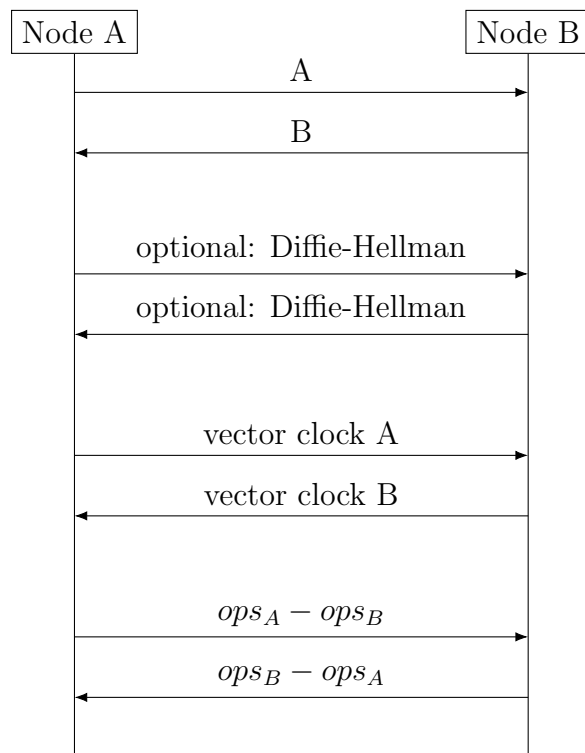 Node A
Node B
A
B
optional: Diffie-Hellman
optional: Diffie-Hellman
vector clock A
vector clock B
ops_A − ops_B
ops_B − ops_A